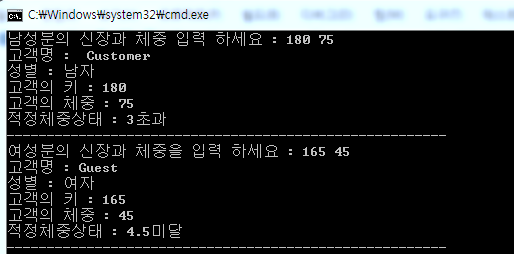 C:₩Windows₩system32₩cmd.exe
남성분의 신장과 체중 입력 하세요 : 180 75
고객명 :  Customer
성별 : 남자
고객의 키 : 180
고객의 체중 : 75
적정체중상태 : 3초과
여성분의 신장과 체중을 입력 하세요 : 165 45
고객명 : Guest
성별 : 여자
고객의 키 : 165
고객의 체중 : 45
적정체중상태 : 4.5미달